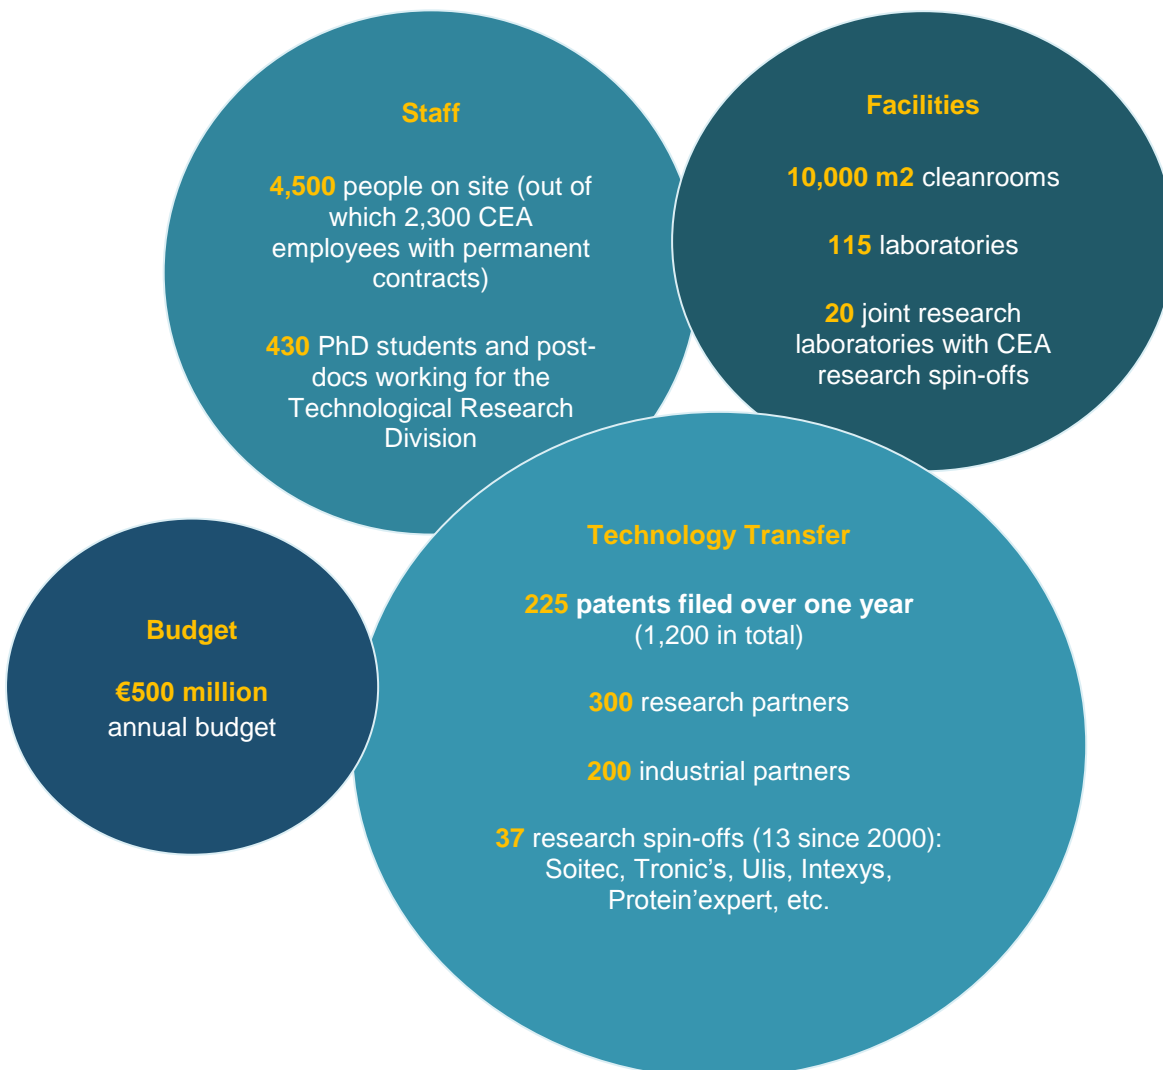 Staff
4,500 people on site (out of
which 2,300 CEA
employees with permanent
contracts)
430 PhD students and post-
docs working for the
Technological Research
Division
Facilities
10,000 m2 cleanrooms
115 laboratories
20 joint research
laboratories with CEA
research spin-offs
Technology Transfer
225 patents filed over one year
(1,200 in total)
300 research partners
200 industrial partners
37 research spin-offs (13 since 2000):
Soitec, Tronic’s, Ulis, Intexys,
Protein’expert, etc.
Budget
€500 million
annual budget